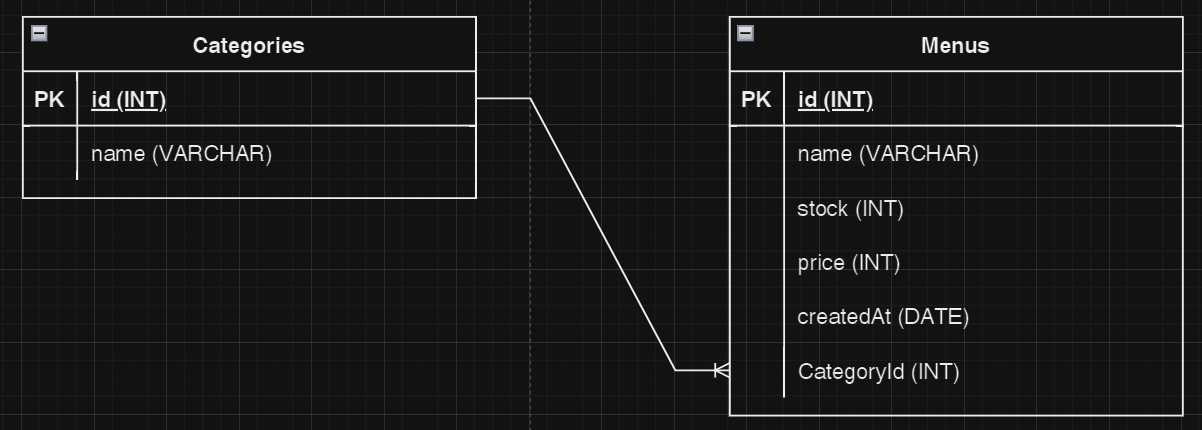 Categories
PK id (INT)
name (VARCHAR)
Menus
PK id (INT)
name (VARCHAR)
stock (INT)
price (INT)
createdAt (DATE)
CategoryId (INT)